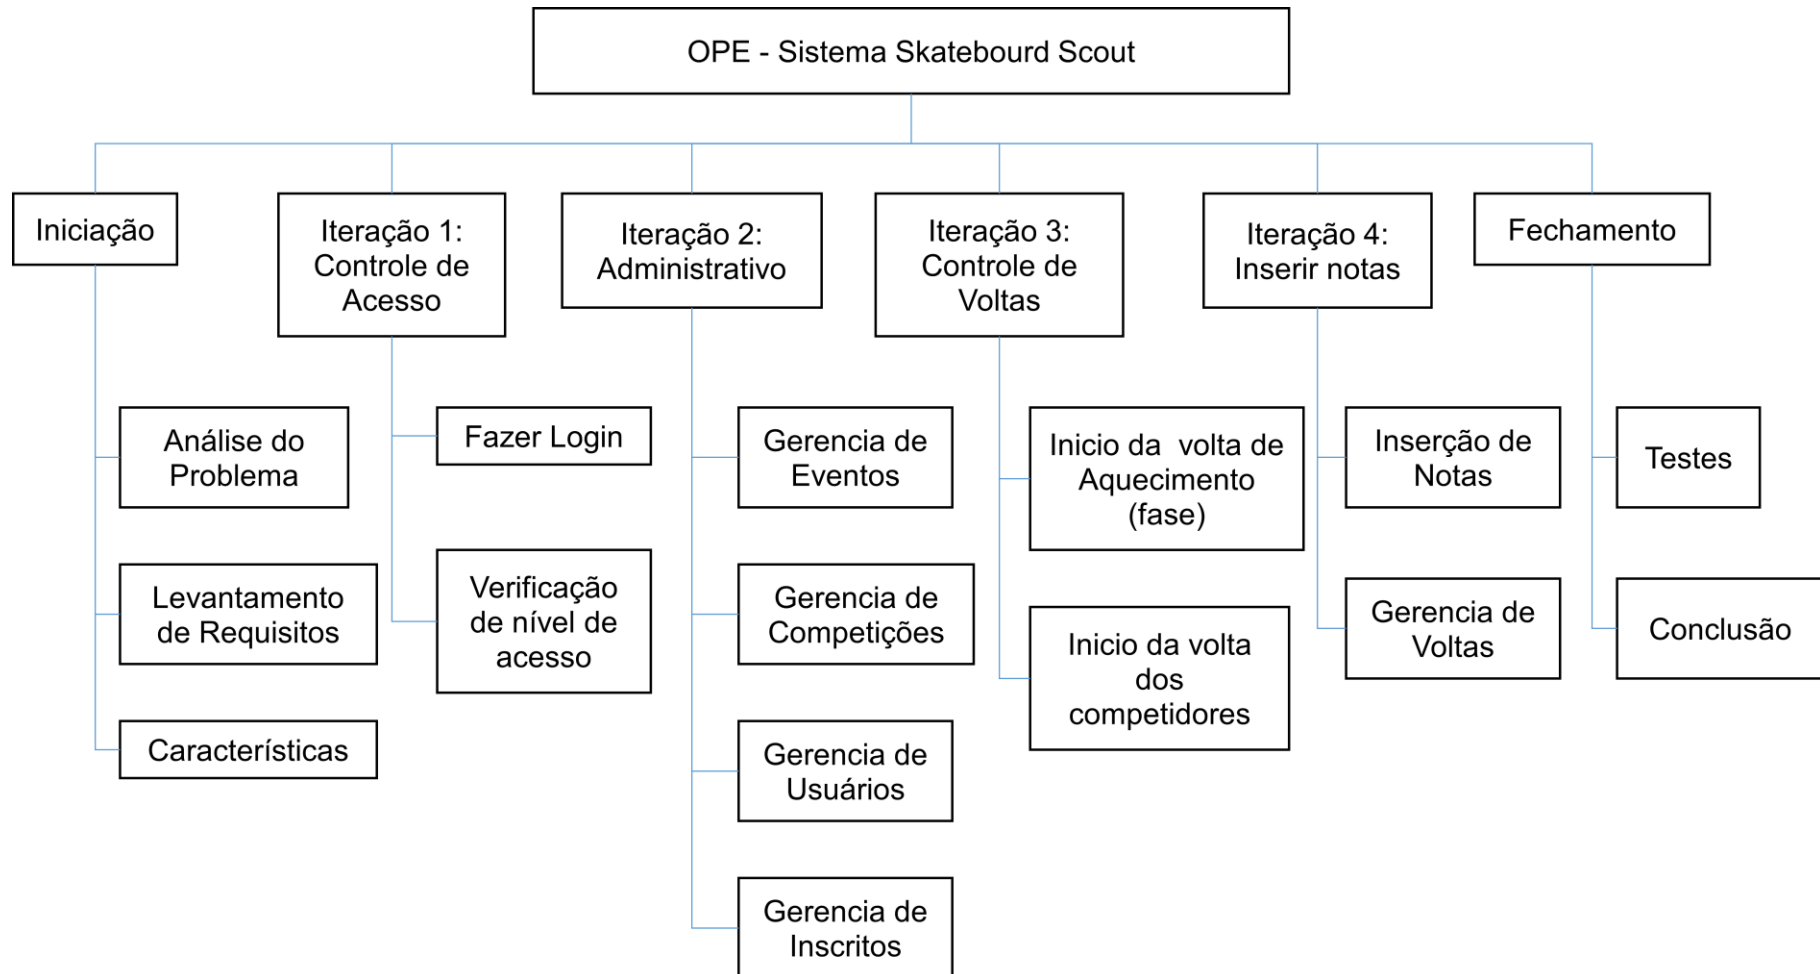 OPE - Sistema Skatebourd Scout
Iniciação
Iteração 1:
Controle de
Acesso
Iteração 2:
Administrativo
Iteração 3:
Controle de
Voltas
Iteração 4:
Inserir notas
Fechamento
Análise do
Problema
Levantamento
de Requisitos
Características
Fazer Login
Verificação
de nível de
acesso
Gerencia de
Eventos
Gerencia de
Competições
Gerencia de
Usuários
Gerencia de
Inscritos
Inicio da  volta de
Aquecimento
(fase)
Inicio da volta
dos
competidores
Inserção de
Notas
Gerencia de
Voltas
Testes
Conclusão